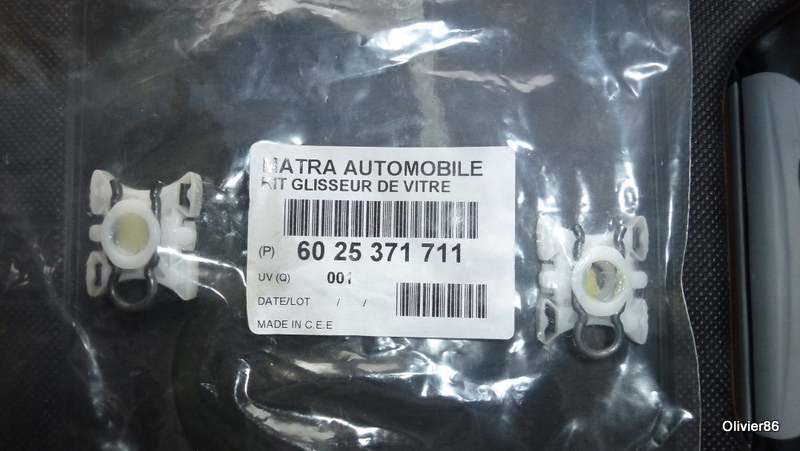 MATRA AUTOMOBILE
KIT GLISSEUR DE VITRE
(P) 60 25 371 711
UV (Q) 001
DATE/LOT / /
MADE IN C.E.E
Olivier86